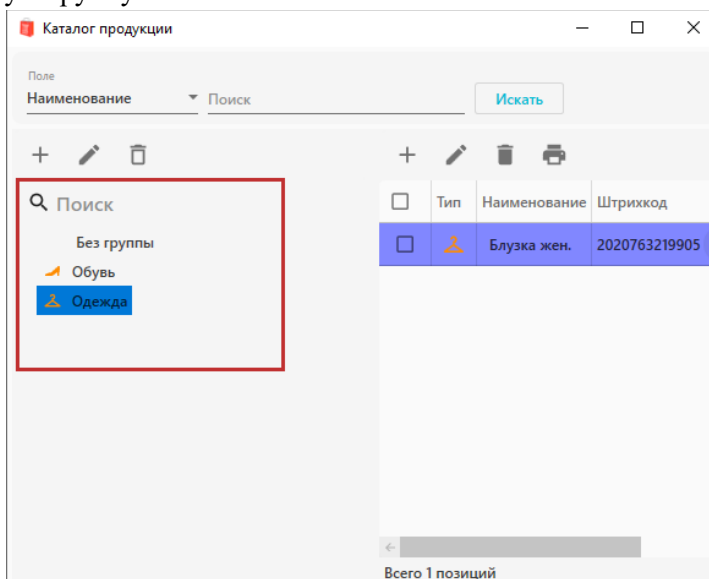 Каталог продукции
Поле
Наименование
Поиск
Искать
Поиск
Без группы
Обувь
Одежда
Тип Наименование Штрихкод
Блузка жен. 2020763219905
Всего 1 позиций